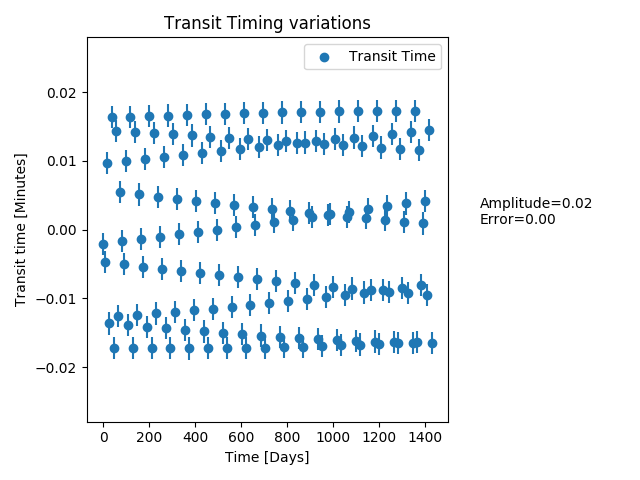 Transit Timing variations
Transit Time
0.02
0.01
0.00
−0.01
−0.02
Transit time [Minutes]
Amplitude=0.02
Error=0.00
0 200 400 600 800 1000 1200 1400
Time [Days]